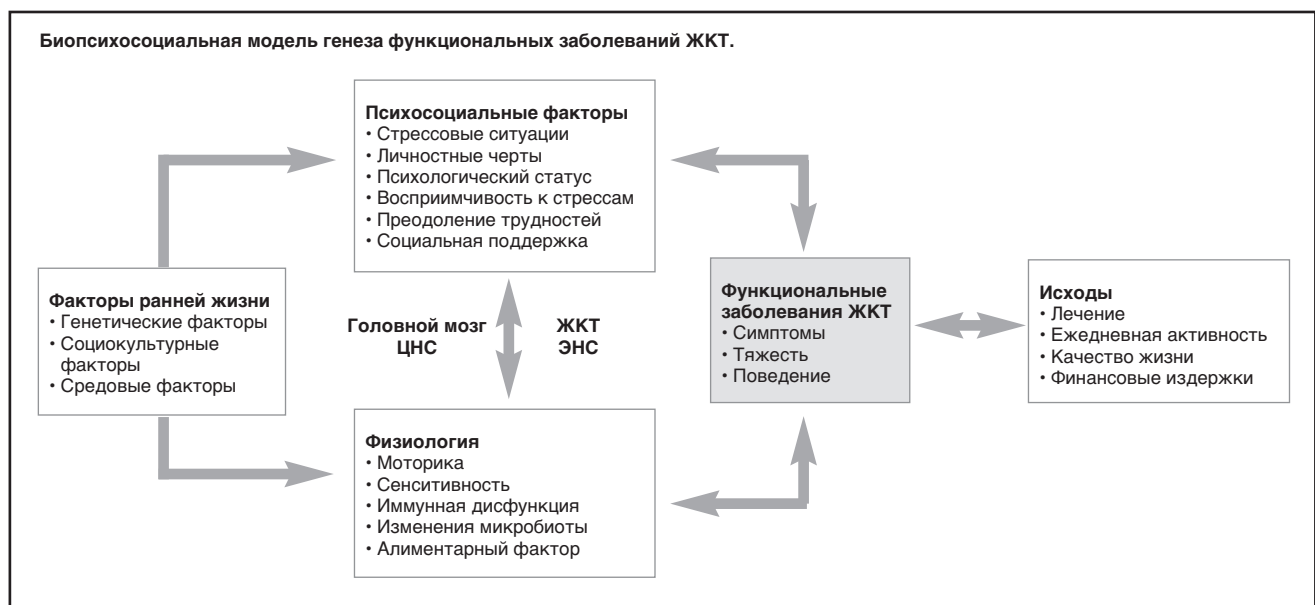 Биопсихосоциальная модель генеза функциональных заболеваний ЖКТ.
Психосоциальные факторы
• Стрессовые ситуации
• Личностные черты
• Психологический статус
• Восприимчивость к стрессам
• Преодоление трудностей
• Социальная поддержка
Факторы ранней жизни
• Генетические факторы
• Социокультурные
факторы
• Средовые факторы
Головной мозг
ЦНС
ЖКТ
ЭНС
Функциональные
заболевания ЖКТ
• Симптомы
• Тяжесть
• Поведение
Исходы
• Лечение
• Ежедневная активность
• Качество жизни
• Финансовые издержки
Физиология
• Моторика
• Сенситивность
• Иммунная дисфункция
• Изменения микробиоты
• Алиментарный фактор